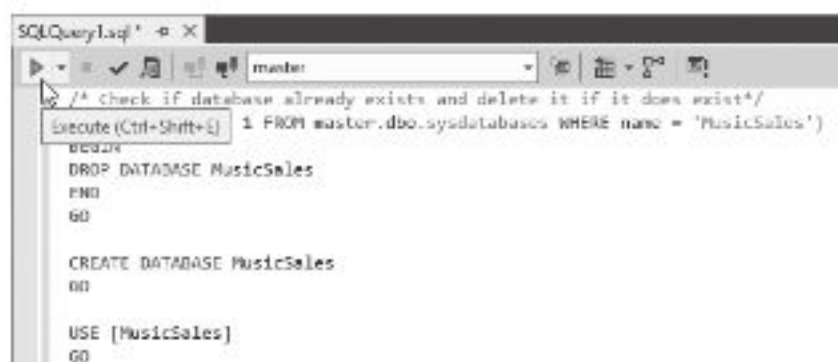 SQLQuery1.sql*
master
/* Check if database already exists and delete it if it does exist*/
Execute (Ctrl+Shift+E) 1 FROM master.dbo.sysdatabases WHERE name = 'MusicSales')
BEGIN
DROP DATABASE MusicSales
END
GO
CREATE DATABASE MusicSales
GO
USE [MusicSales]
GO